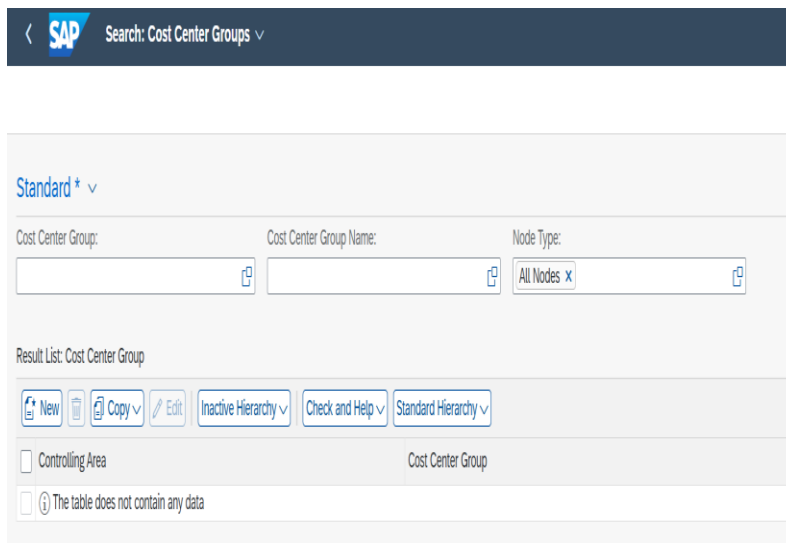 SAP Search: Cost Center Groups
Standard *
Cost Center Group: Cost Center Group Name: Node Type:
All Nodes x
Result List: Cost Center Group
New Copy Edit Inactive Hierarchy Check and Help Standard Hierarchy
Controlling Area Cost Center Group
The table does not contain any data